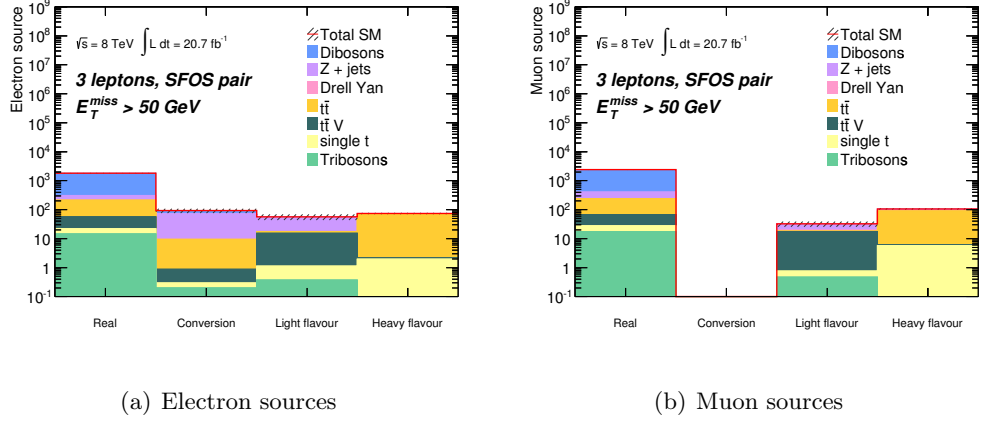 Electron source
10^9
10^8
10^7
10^6
10^5
10^4
10^3
10^2
10
1
10^-1
√s = 8 TeV ∫L dt = 20.7 fb^-1
3 leptons, SFOS pair
E_T^miss > 50 GeV
Total SM
Dibosons
Z + jets
Drell Yan
tt̄
tt̄ V
single t
Tribosons
Real Conversion Light flavour Heavy flavour
(a) Electron sources
Muon source
10^9
10^8
10^7
10^6
10^5
10^4
10^3
10^2
10
1
10^-1
√s = 8 TeV ∫L dt = 20.7 fb^-1
3 leptons, SFOS pair
E_T^miss > 50 GeV
Total SM
Dibosons
Z + jets
Drell Yan
tt̄
tt̄ V
single t
Tribosons
Real Conversion Light flavour Heavy flavour
(b) Muon sources